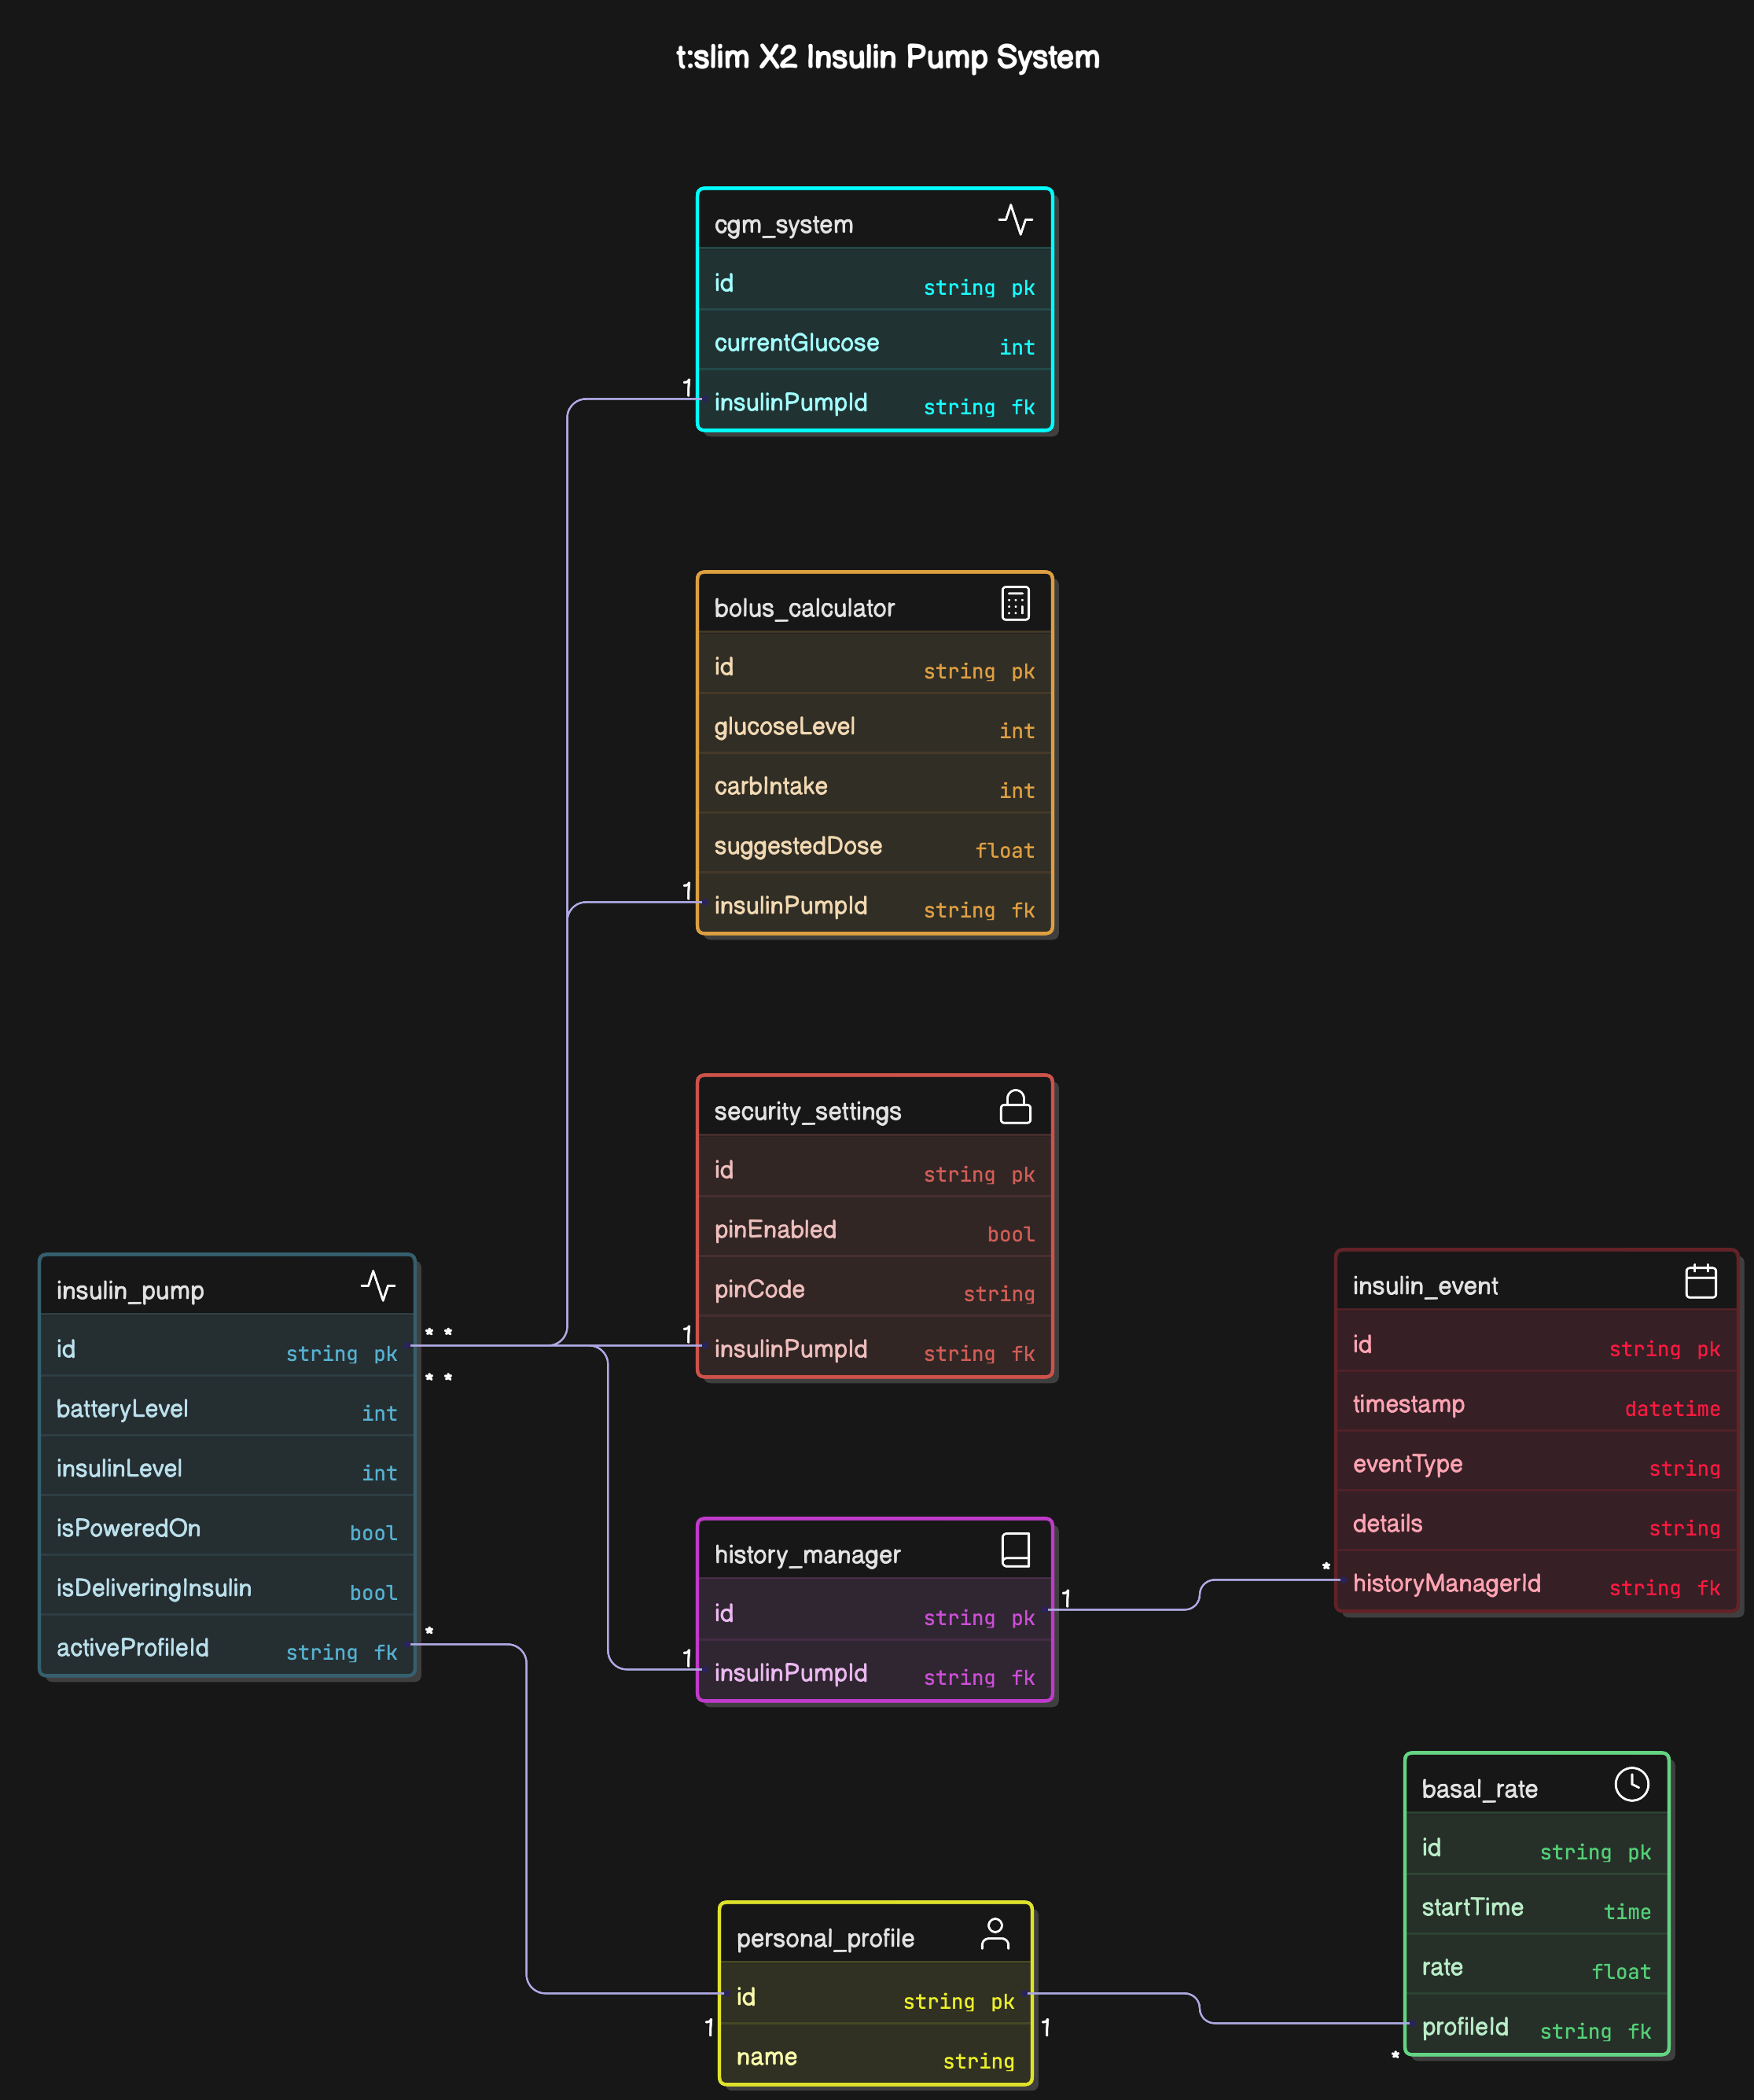 t:slim X2 Insulin Pump System
cgm_system
id string pk
currentGlucose int
1
insulinPumpId string fk
bolus_calculator
id string pk
glucoseLevel int
carbIntake int
suggestedDose float
1
insulinPumpId string fk
security_settings
id string pk
pinEnabled bool
pinCode string
1
insulinPumpId string fk
insulin_pump
id string pk
* *
* *
batteryLevel int
insulinLevel int
isPoweredOn bool
isDeliveringInsulin bool
*
activeProfileId string fk
history_manager
id string pk
1
1
insulinPumpId string fk
insulin_event
id string pk
timestamp datetime
eventType string
details string
*
historyManagerId string fk
personal_profile
id string pk
1
1
name string
basal_rate
id string pk
startTime time
rate float
profileId string fk
*